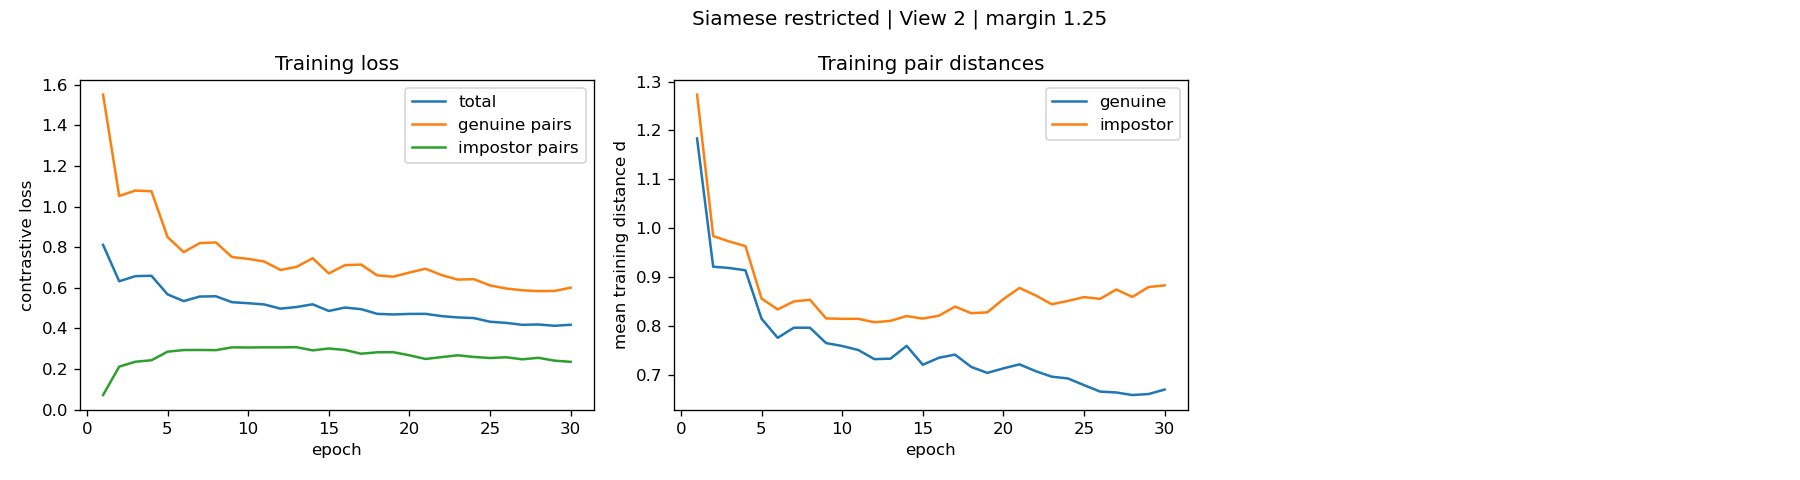 Siamese restricted | View 2 | margin 1.25
Training loss
contrastive loss
1.6
1.4
1.2
1.0
0.8
0.6
0.4
0.2
0.0
total
genuine pairs
impostor pairs
0 5 10 15 20 25 30
epoch
Training pair distances
mean training distance d
1.3
1.2
1.1
1.0
0.9
0.8
0.7
genuine
impostor
0 5 10 15 20 25 30
epoch